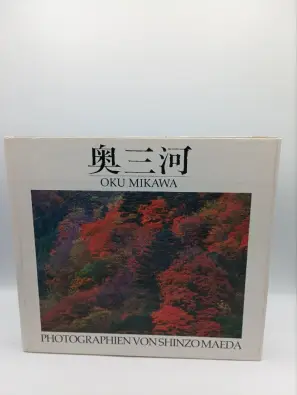 奥三河
OKU MIKAWA
PHOTOGRAPHIEN VON SHINZO MAEDA